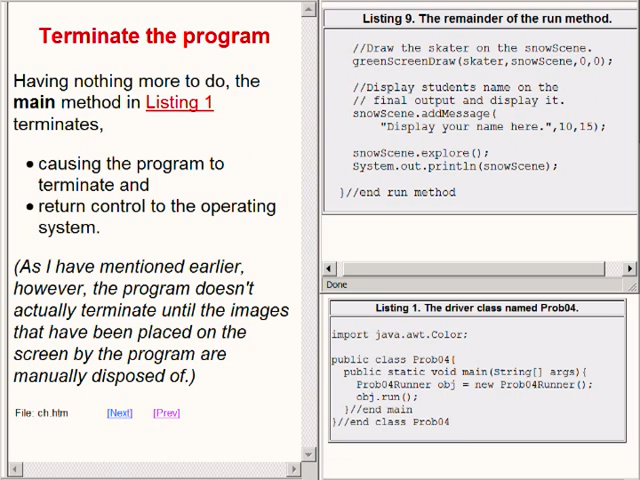 Terminate the program
Having nothing more to do, the
main method in Listing 1
terminates,
• causing the program to
terminate and
• return control to the operating
system.
(As I have mentioned earlier,
however, the program doesn't
actually terminate until the images
that have been placed on the
screen by the program are
manually disposed of.)
File: ch.htm [Next] [Prev]
Listing 9. The remainder of the run method.
//Draw the skater on the snowScene.
greenScreenDraw(skater,snowScene,0,0);
//Display students name on the
// final output and display it.
snowScene.addMessage(
"Display your name here.",10,15);
snowScene.explore();
System.out.println(snowScene);
}//end run method
Done
Listing 1. The driver class named Prob04.
import java.awt.Color;
public class Prob04{
public static void main(String[] args){
Prob04Runner obj = new Prob04Runner();
obj.run();
}//end main
}//end class Prob04